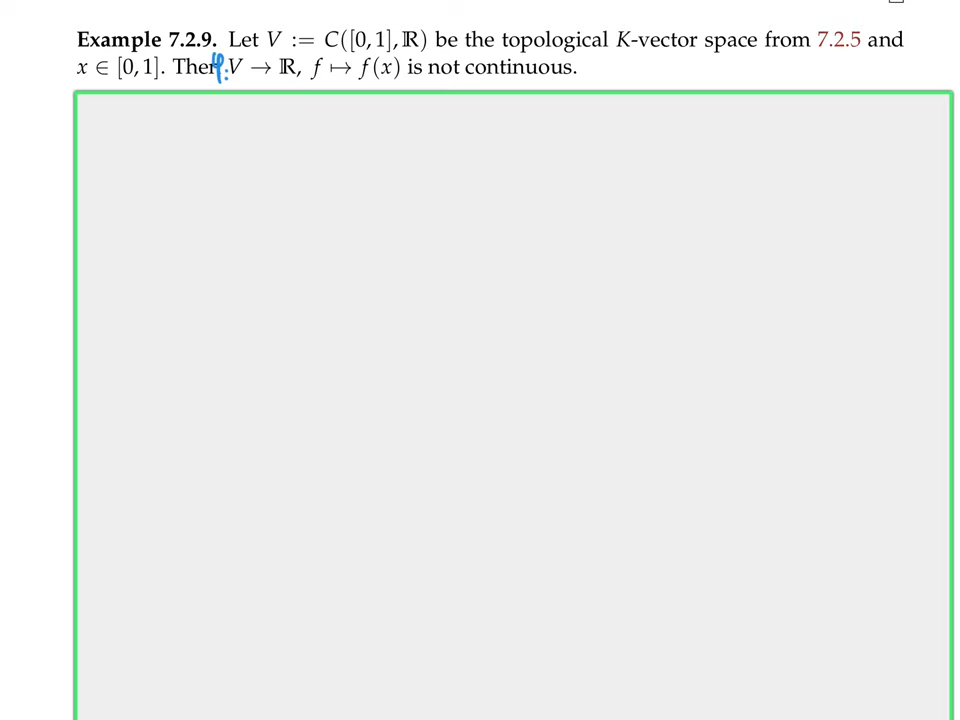 Example 7.2.9. Let V := C([0, 1], ℝ) be the topological K-vector space from 7.2.5 and
x ∈ [0, 1]. Then φ: V → ℝ, f ↦ f(x) is not continuous.